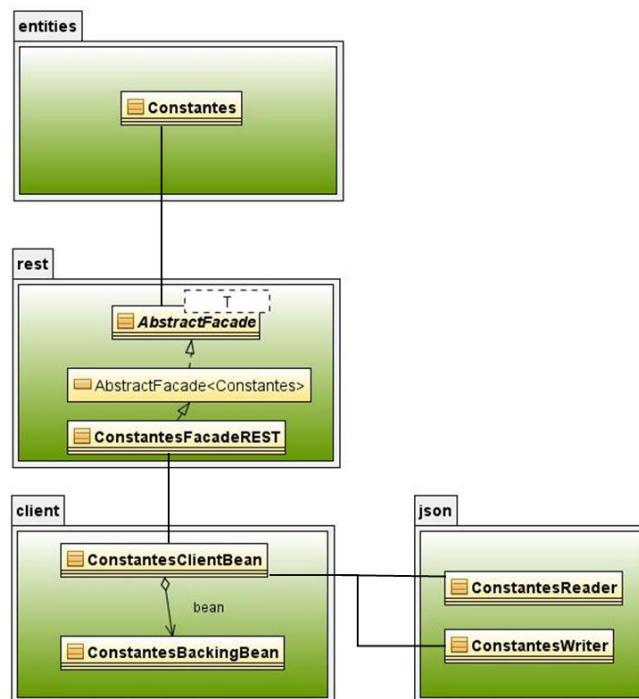 entities
Constantes
rest
T
AbstractFacade
AbstractFacade<Constantes>
ConstantesFacadeREST
client
ConstantesClientBean
bean
ConstantesBackingBean
json
ConstantesReader
ConstantesWriter